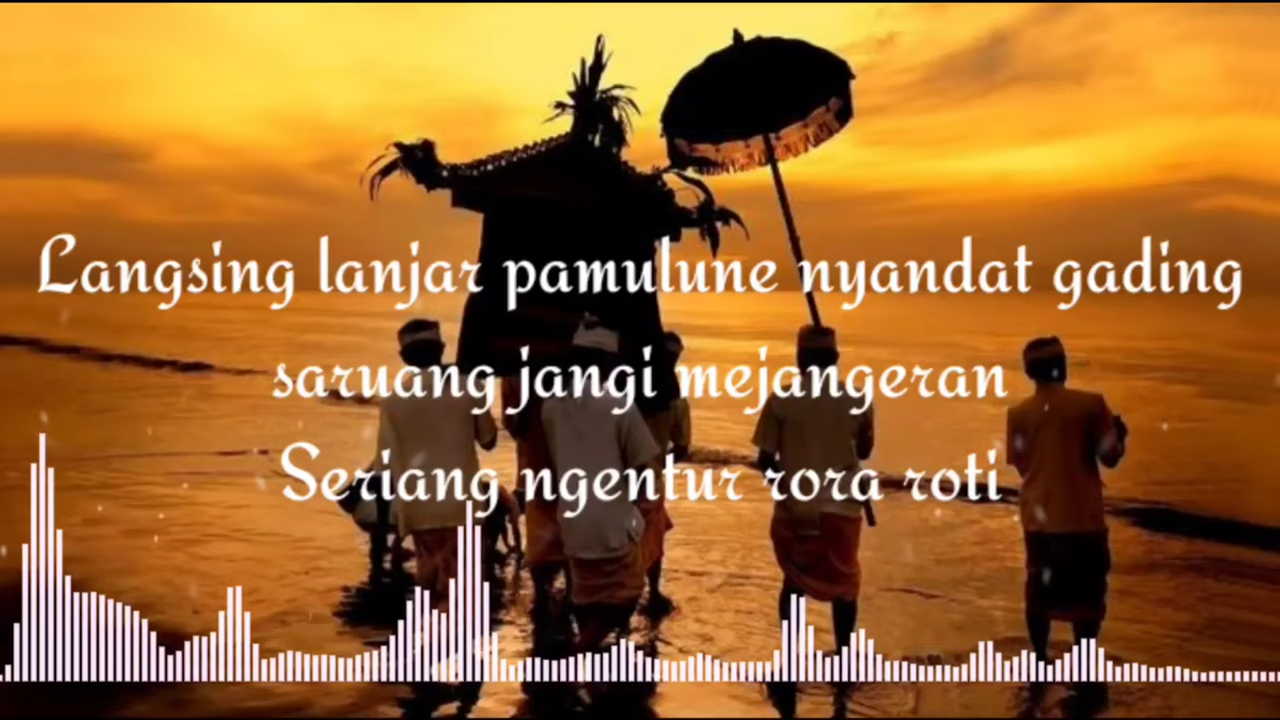 Langsing lanjar pamulune nyandat gading
saruang jangi mejangeran
Seriang ngentur rora roti